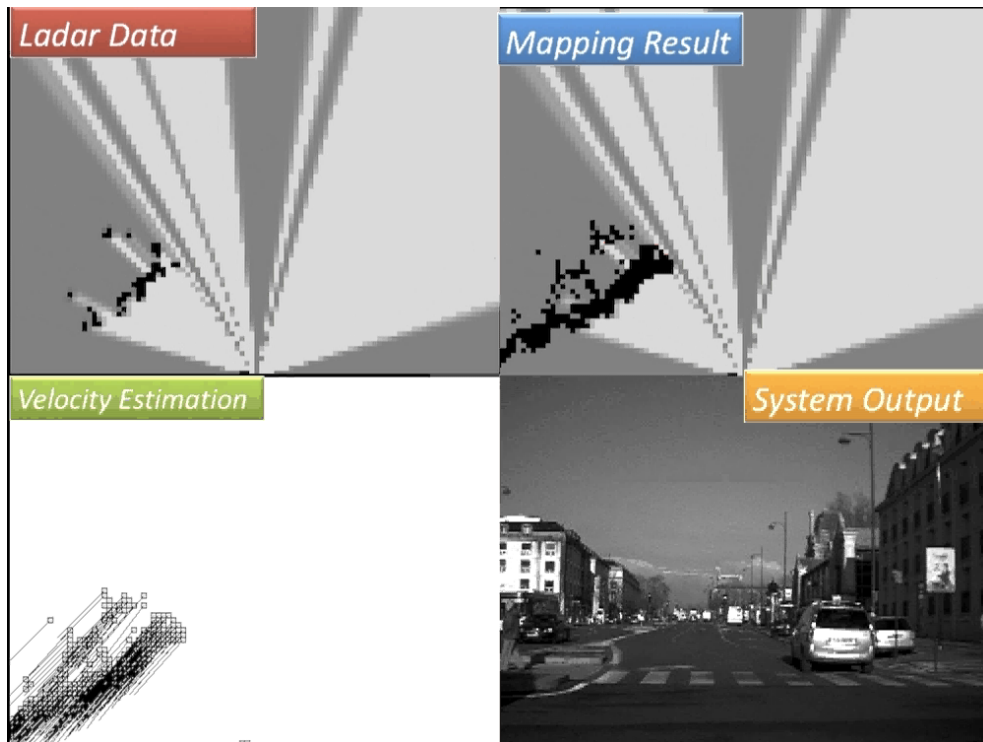 Ladar Data
Mapping Result
Velocity Estimation
System Output